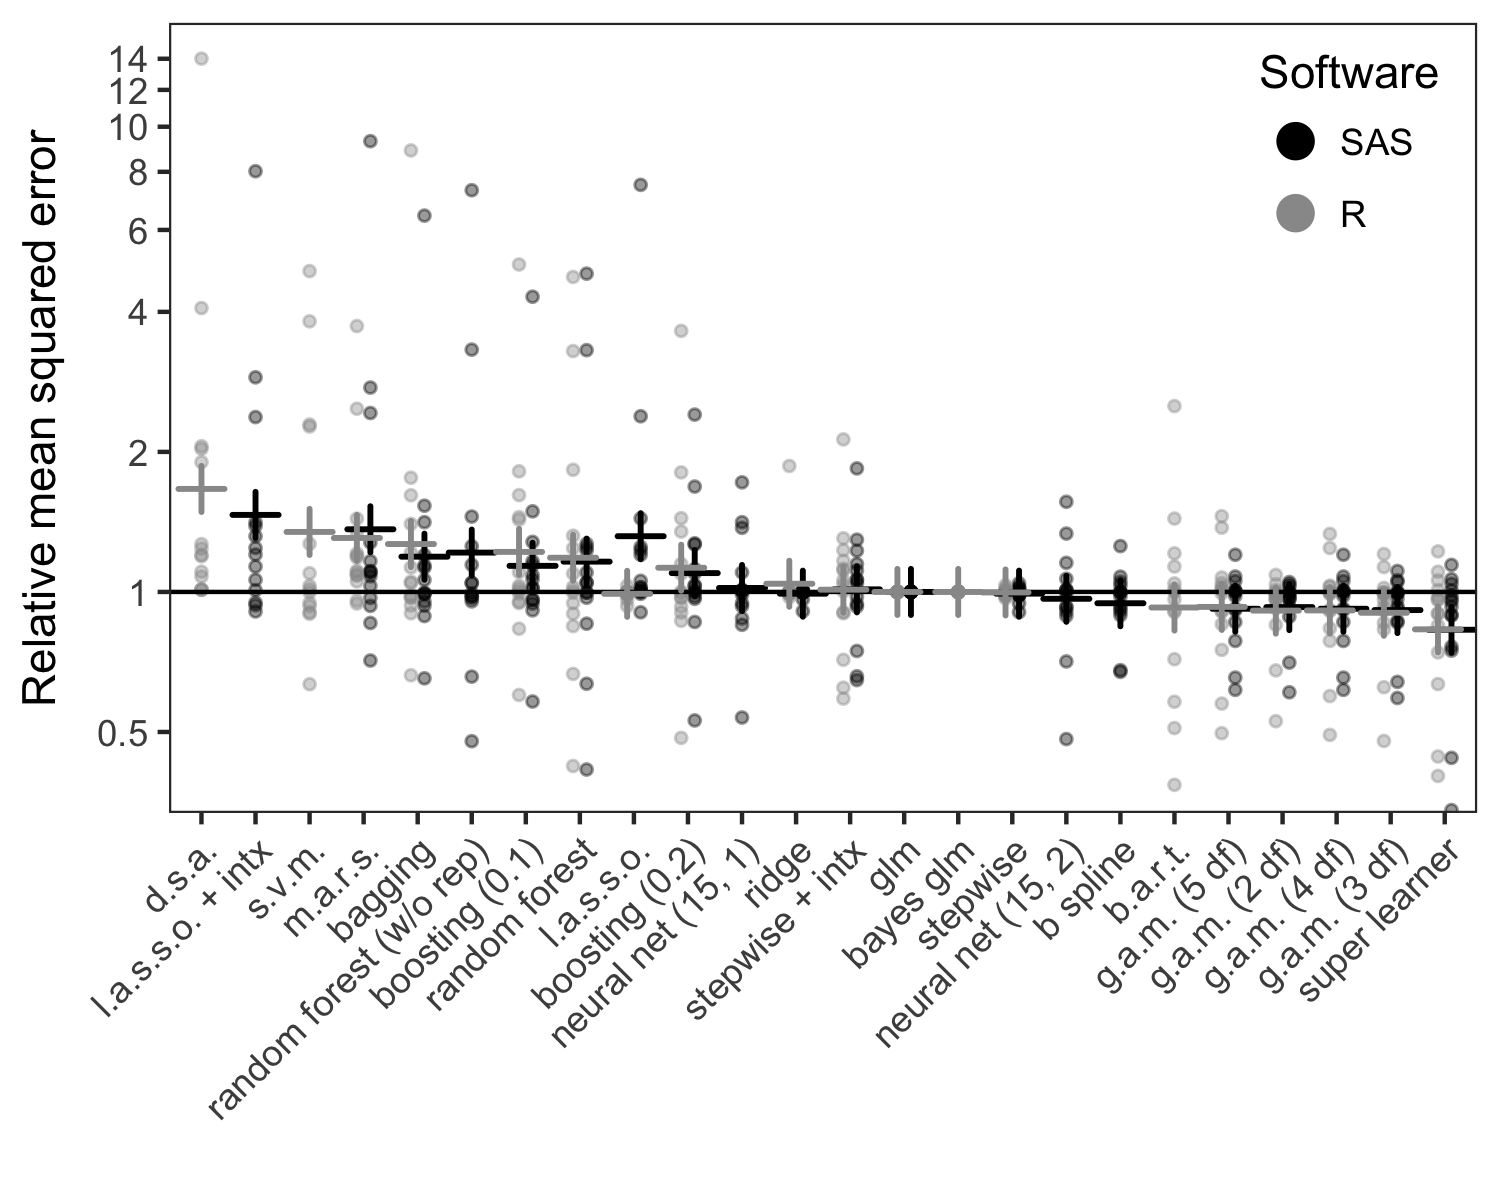 Relative mean squared error
14
12
10
8
6
4
2
1
0.5
Software
SAS
R
d.s.a.
l.a.s.s.o. + intx
s.v.m.
m.a.r.s.
bagging
random forest (w/o rep)
boosting (0.1)
random forest
l.a.s.s.o.
boosting (0.2)
neural net (15, 1)
ridge
stepwise + intx
glm
bayes glm
stepwise
neural net (15, 2)
b spline
b.a.r.t.
g.a.m. (5 df)
g.a.m. (2 df)
g.a.m. (4 df)
g.a.m. (3 df)
super learner